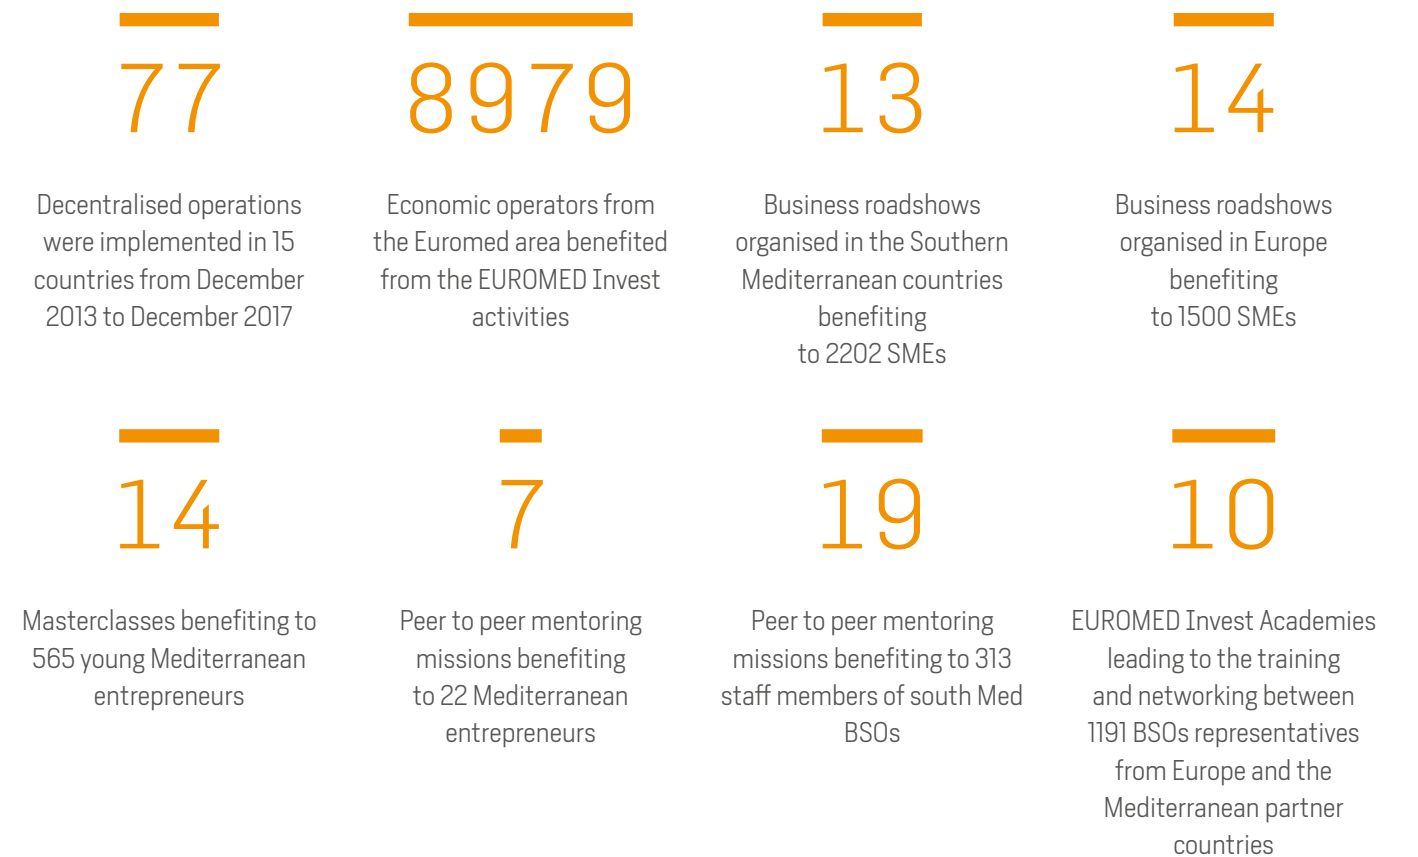 77
Decentralised operations
were implemented in 15
countries from December
2013 to December 2017
8979
Economic operators from
the Euromed area benefited
from the EUROMED Invest
activities
13
Business roadshows
organised in the Southern
Mediterranean countries
benefiting
to 2202 SMEs
14
Business roadshows
organised in Europe
benefiting
to 1500 SMEs
14
Masterclasses benefiting to
565 young Mediterranean
entrepreneurs
7
Peer to peer mentoring
missions benefiting
to 22 Mediterranean
entrepreneurs
19
Peer to peer mentoring
missions benefiting to 313
staff members of south Med
BSOs
10
EUROMED Invest Academies
leading to the training
and networking between
1191 BSOs representatives
from Europe and the
Mediterranean partner
countries